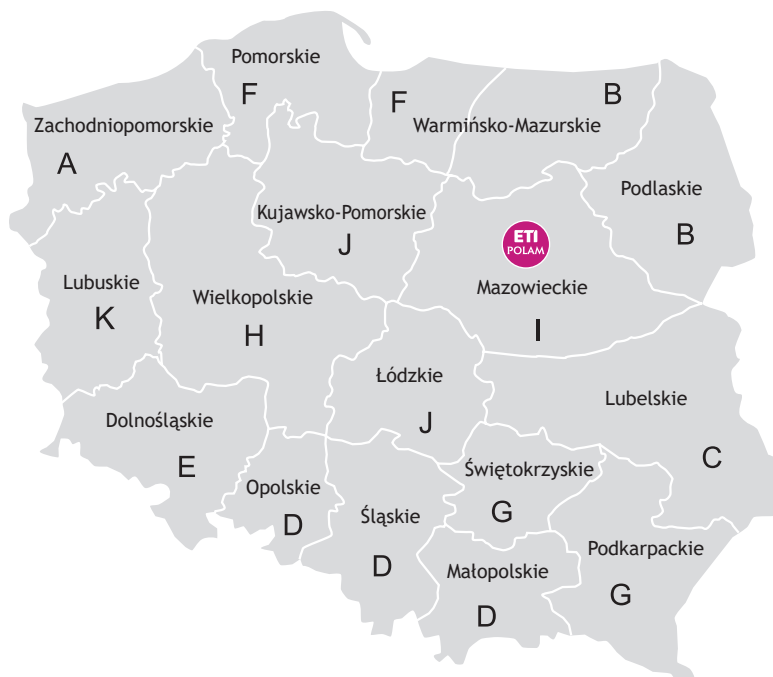 Pomorskie
F
F
B
Warmińsko-Mazurskie
Zachodniopomorskie
A
Podlaskie
B
Kujawsko-Pomorskie
J
ETI
POLAM
Mazowieckie
I
Lubuskie
K
Wielkopolskie
H
Łódzkie
J
Lubelskie
C
Dolnośląskie
E
Opolskie
D
Śląskie
D
Świętokrzyskie
G
Małopolskie
D
Podkarpackie
G